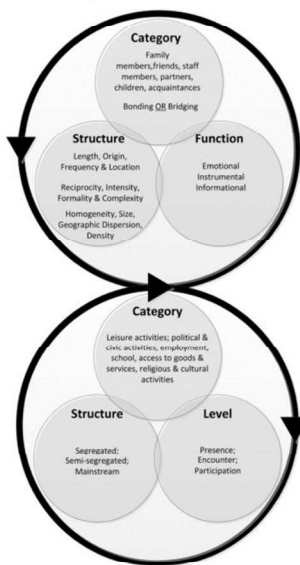 Category
Family
members,friends, staff
members, partners,
children, acquaintances
Bonding OR Bridging
Structure
Length, Origin,
Frequency & Location
Reciprocity, Intensity,
Formality & Complexity
Homogeneity, Size,
Geographic Dispersion,
Density
Function
Emotional
Instrumental
Informational
Category
Leisure activities; political &
civic activities, employment,
school, access to goods &
services, religious & cultural
activities
Structure
Segregated;
Semi-segregated;
Mainstream
Level
Presence;
Encounter;
Participation